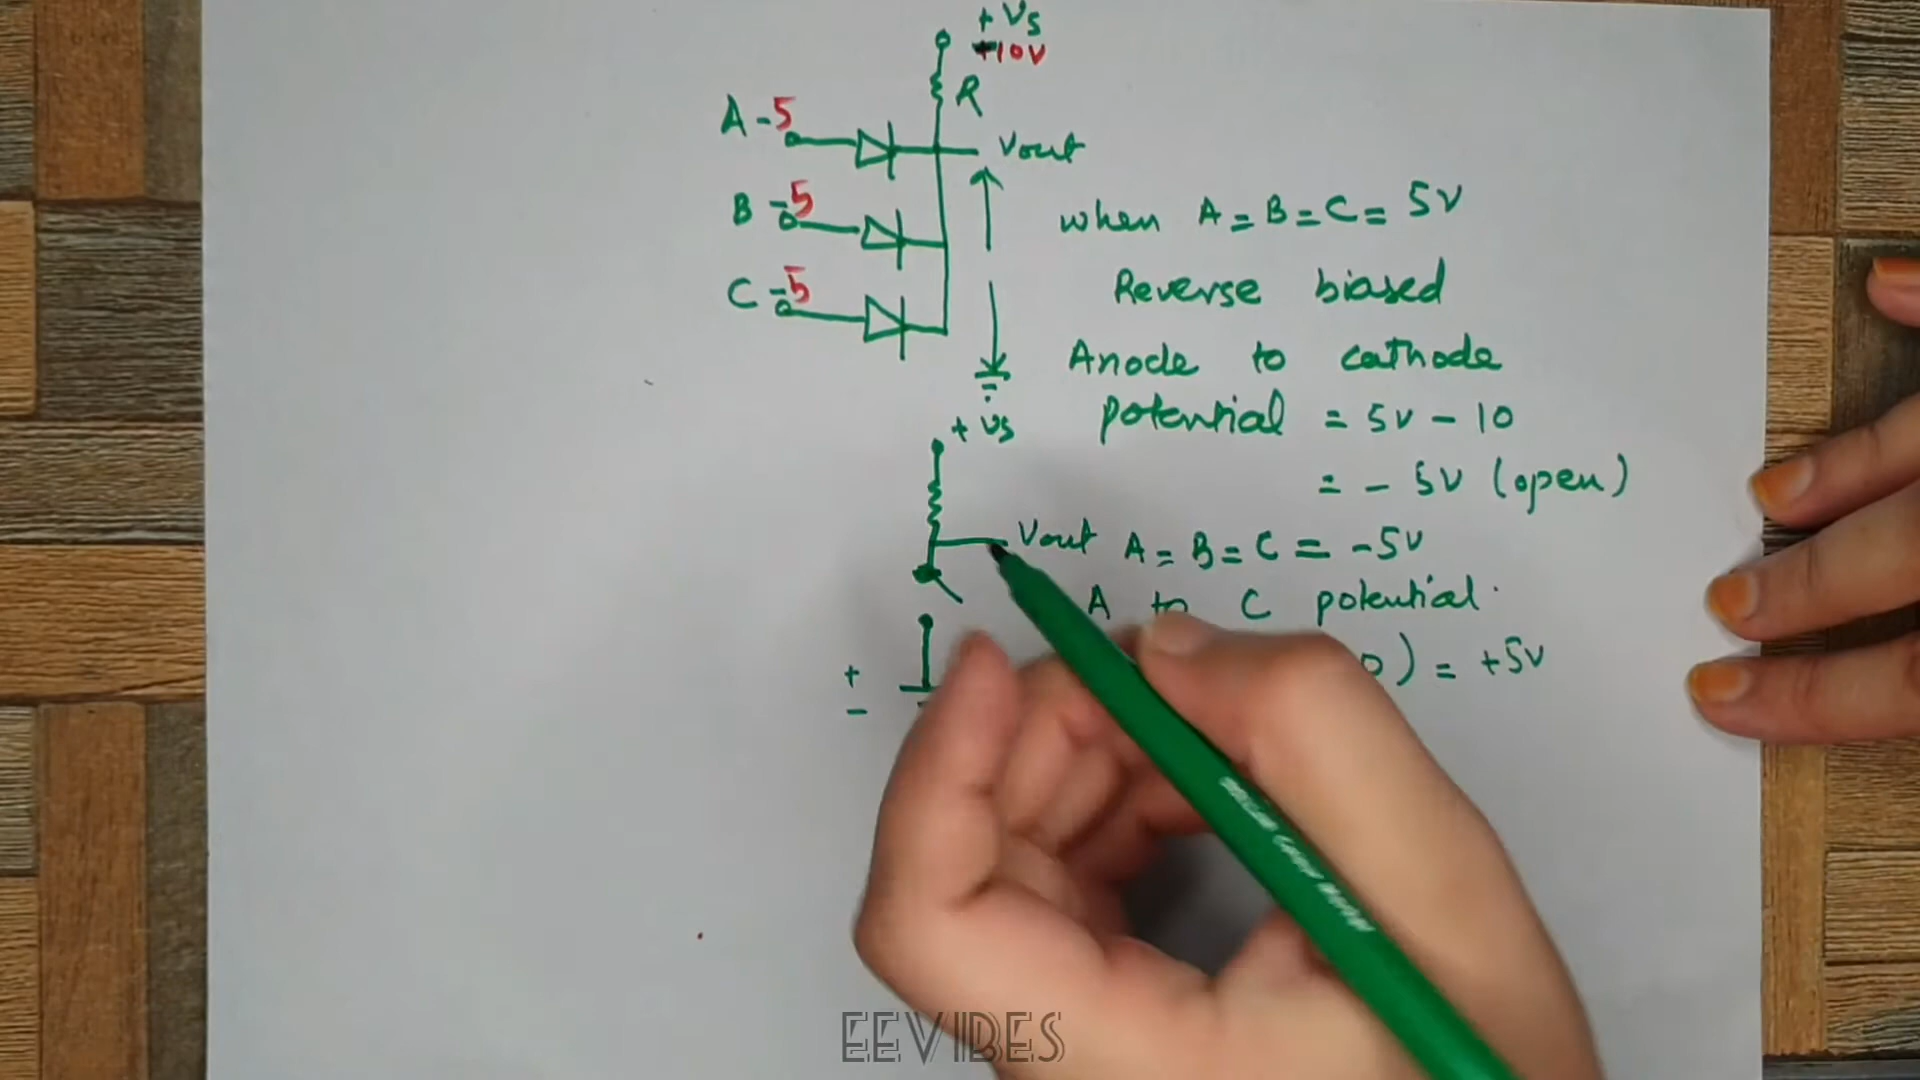 + Vs
+10V
R
A -5
Vout
B -5
when A = B = C = 5V
C -5
Reverse biased
Anode to cathode
potential = 5V - 10
+ Vs
= - 5V (open)
Vout A = B = C = -5V
A to C potential
0) = +5V
+
-
EEVIBES